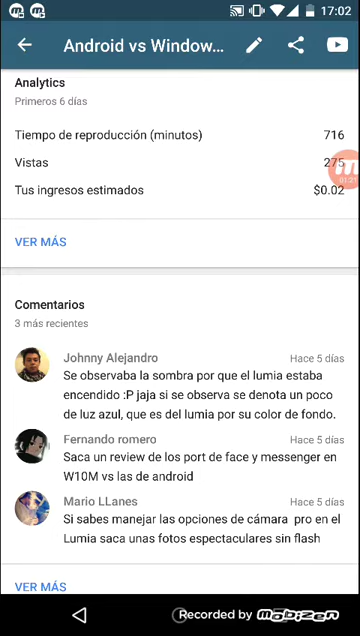 17:02
Android vs Window...
Analytics
Primeros 6 días
Tiempo de reproducción (minutos) 716
Vistas 275
01:21
Tus ingresos estimados $0.02
VER MÁS
Comentarios
3 más recientes
Johnny Alejandro Hace 5 días
Se observaba la sombra por que el lumia estaba
encendido :P jaja si se observa se denota un poco
de luz azul, que es del lumia por su color de fondo.
Fernando romero Hace 5 días
Saca un review de los port de face y messenger en
W10M vs las de android
Mario LLanes Hace 5 días
Si sabes manejar las opciones de cámara pro en el
Lumia saca unas fotos espectaculares sin flash
VER MÁS
Recorded by mobizen